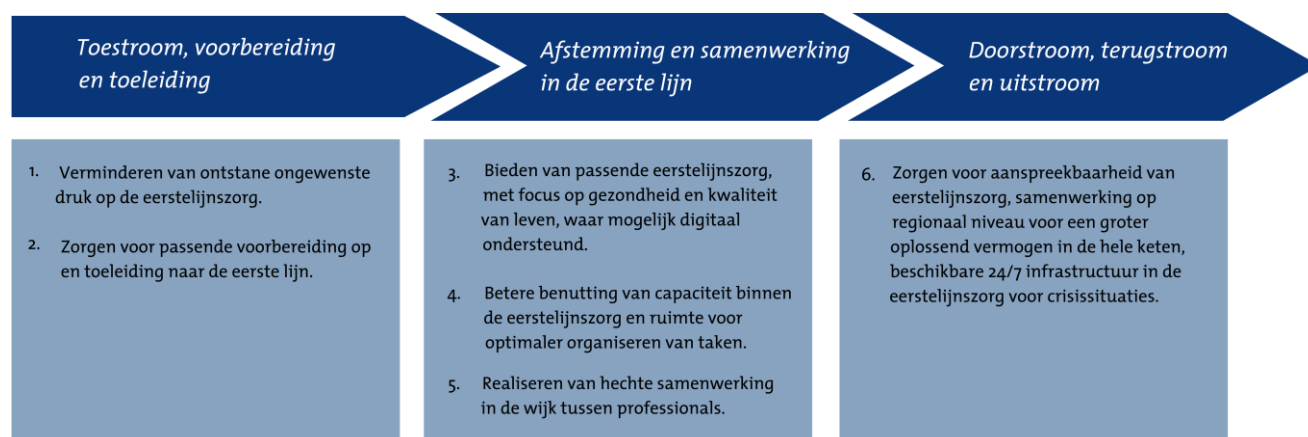 Toestroom, voorbereiding
en toeleiding
Afstemming en samenwerking
in de eerste lijn
Doorstroom, terugstroom
en uitstroom
1. Verminderen van ontstane ongewenste
druk op de eerstelijnszorg.
2. Zorgen voor passende voorbereiding op
en toeleiding naar de eerste lijn.
3. Bieden van passende eerstelijnszorg,
met focus op gezondheid en kwaliteit
van leven, waar mogelijk digitaal
ondersteund.
4. Betere benutting van capaciteit binnen
de eerstelijnszorg en ruimte voor
optimaler organiseren van taken.
5. Realiseren van hechte samenwerking
in de wijk tussen professionals.
6. Zorgen voor aanspreekbaarheid van
eerstelijnszorg, samenwerking op
regionaal niveau voor een groter
oplossend vermogen in de hele keten,
beschikbare 24/7 infrastructuur in de
eerstelijnszorg voor crisissituaties.